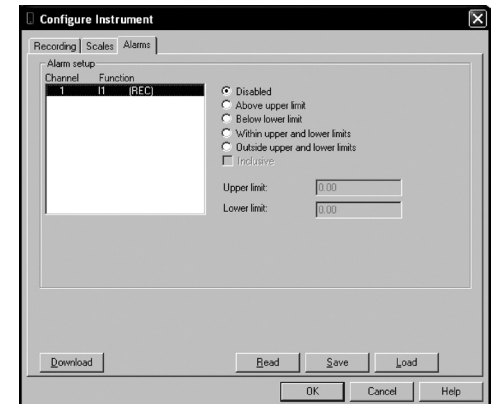 Configure Instrument
Recording Scales Alarms
Alarm setup
Channel Function
1 I1 (REC)
Disabled
Above upper limit
Below lower limit
Within upper and lower limits
Outside upper and lower limits
Inclusive
Upper limit: 0.00
Lower limit: 0.00
Download Read Save Load
OK Cancel Help